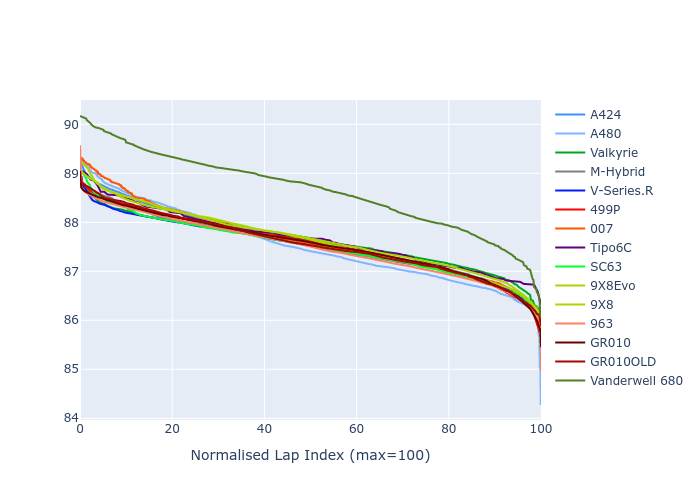 90
89
88
87
86
85
84
0
20
40
60
80
100
Normalised Lap Index (max=100)
A424
A480
Valkyrie
M-Hybrid
V-Series.R
499P
007
Tipo6C
SC63
9X8Evo
9X8
963
GR010
GR010OLD
Vanderwell 680